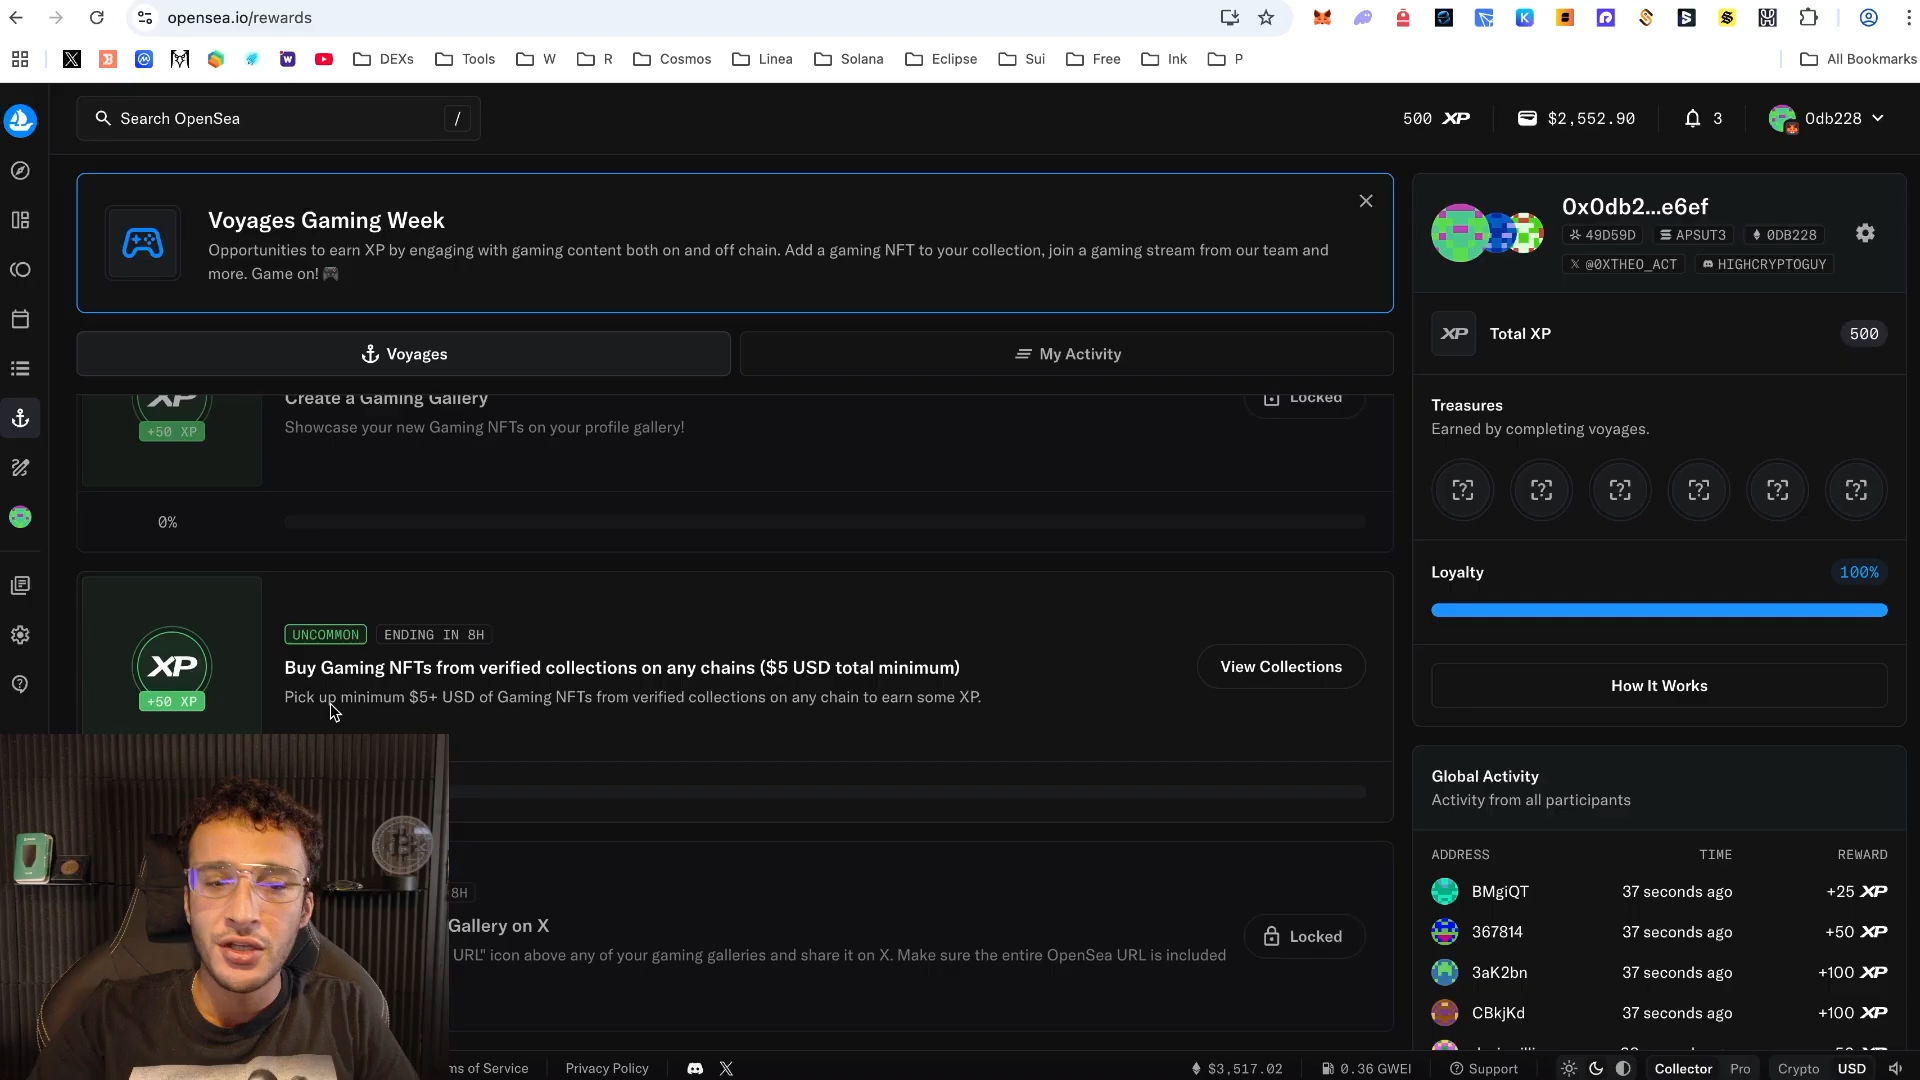 opensea.io/rewards
DEXs
Tools
W
R
Cosmos
Linea
Solana
Eclipse
Sui
Free
Ink
P
All Bookmarks
Search OpenSea
/
500 XP
$2,552.90
3
0db228
Voyages Gaming Week
Opportunities to earn XP by engaging with gaming content both on and off chain. Add a gaming NFT to your collection, join a gaming stream from our team and
more. Game on! 🎮
Voyages
My Activity
XP
+50 XP
Create a Gaming Gallery
Showcase your new Gaming NFTs on your profile gallery!
Locked
0%
XP
+50 XP
UNCOMMON
ENDING IN 8H
Buy Gaming NFTs from verified collections on any chains ($5 USD total minimum)
Pick up minimum $5+ USD of Gaming NFTs from verified collections on any chain to earn some XP.
View Collections
8H
Gallery on X
URL" icon above any of your gaming galleries and share it on X. Make sure the entire OpenSea URL is included
Locked
0x0db2...e6ef
49D59D
APSUT3
0DB228
@0XTHEO_ACT
HIGHCRYPTOGUY
XP
Total XP
500
Treasures
Earned by completing voyages.
Loyalty
100%
How It Works
Global Activity
Activity from all participants
ADDRESS
TIME
REWARD
BMgiQT
37 seconds ago
+25 XP
367814
37 seconds ago
+50 XP
3aK2bn
37 seconds ago
+100 XP
CBkjKd
37 seconds ago
+100 XP
ms of Service
Privacy Policy
$3,517.02
0.36 GWEI
Support
Collector
Pro
Crypto
USD